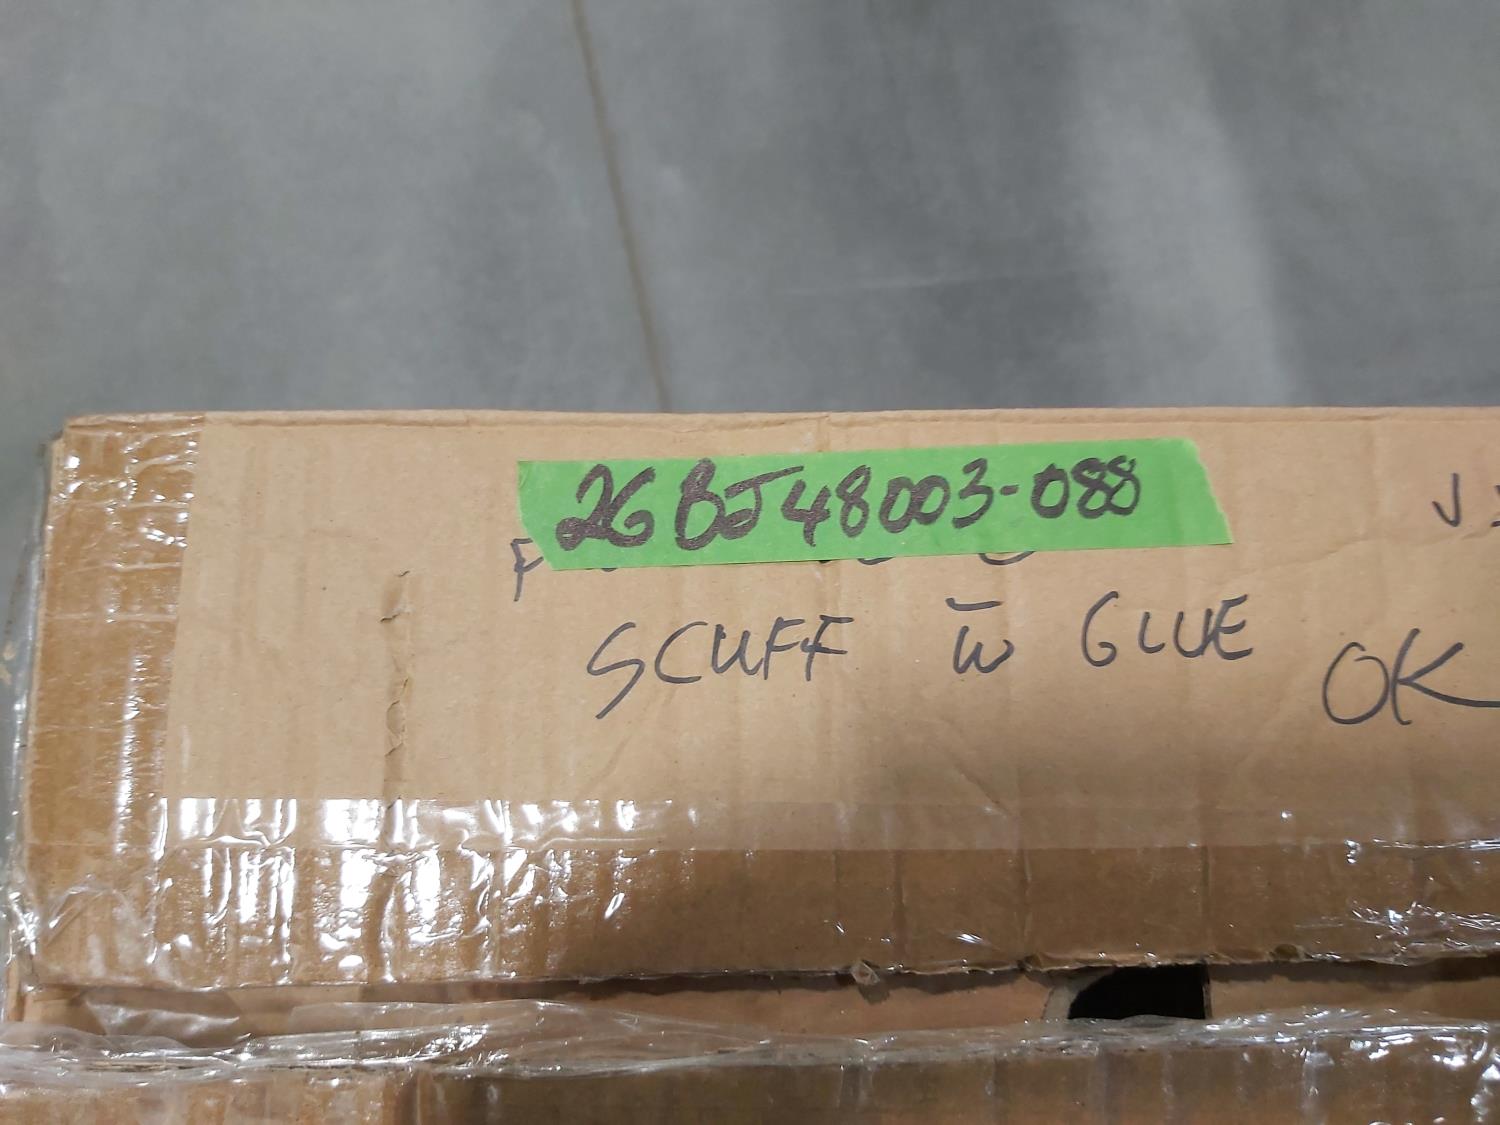 26BJ48003-088
SCUFF w̅ GLUE
OK